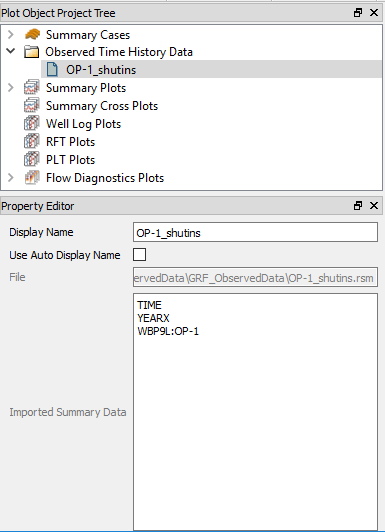 Plot Object Project Tree
Summary Cases
Observed Time History Data
OP-1_shutins
Summary Plots
Summary Cross Plots
Well Log Plots
RFT Plots
PLT Plots
Flow Diagnostics Plots
Property Editor
Display Name OP-1_shutins
Use Auto Display Name
File ervedData\GRF_ObservedData\OP-1_shutins.rsm
TIME
YEARX
WBP9L:OP-1
Imported Summary Data